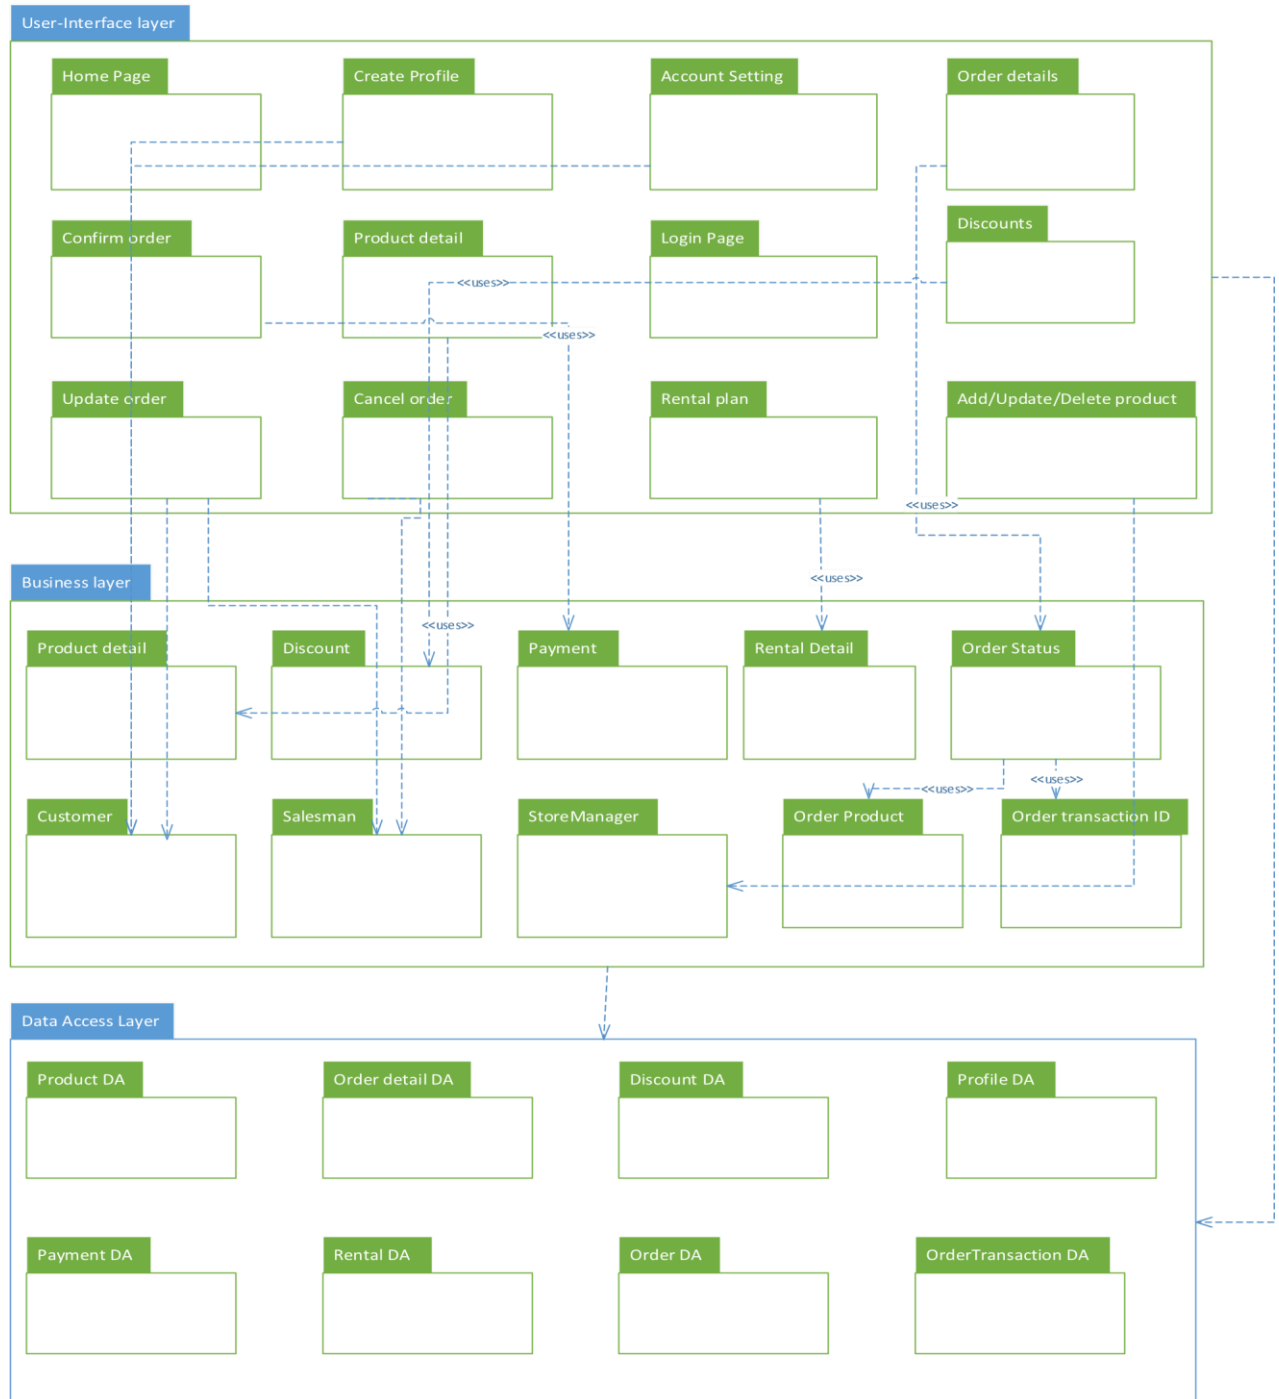 User-Interface layer
Home Page
Create Profile
Account Setting
Order details
Confirm order
Product detail
Login Page
Discounts
<<uses>>
<<uses>>
Update order
Cancel order
Rental plan
Add/Update/Delete product
<<uses>>
Business layer
<<uses>>
<<uses>>
Product detail
Discount
Payment
Rental Detail
Order Status
<<uses>>
<<uses>>
Customer
Salesman
StoreManager
Order Product
Order transaction ID
Data Access Layer
Product DA
Order detail DA
Discount DA
Profile DA
Payment DA
Rental DA
Order DA
OrderTransaction DA